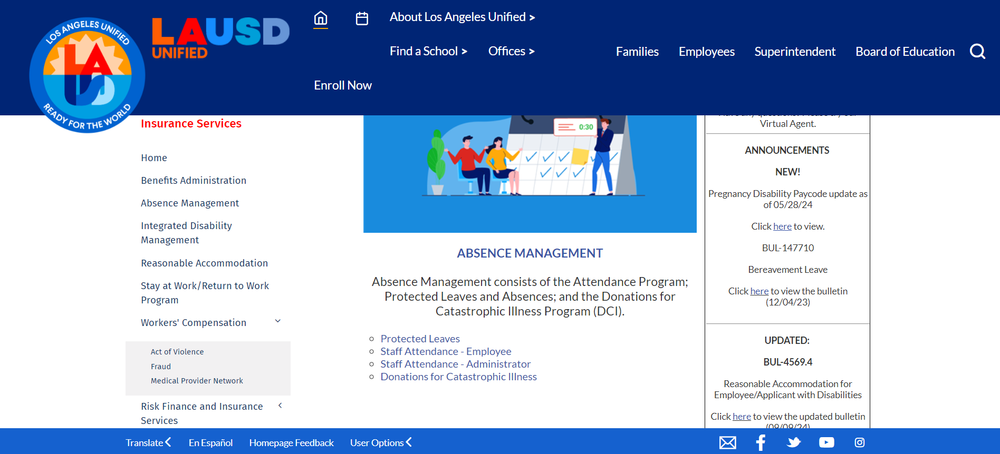 LOS ANGELES UNIFIED
LA
USD
READY FOR THE WORLD
LAUSD
UNIFIED
About Los Angeles Unified >
Find a School >
Offices >
Enroll Now
Families
Employees
Superintendent
Board of Education
Insurance Services
Home
Benefits Administration
Absence Management
Integrated Disability
Management
Reasonable Accommodation
Stay at Work/Return to Work
Program
Workers' Compensation
Act of Violence
Fraud
Medical Provider Network
Risk Finance and Insurance
Services
0:30
ABSENCE MANAGEMENT
Absence Management consists of the Attendance Program;
Protected Leaves and Absences; and the Donations for
Catastrophic Illness Program (DCI).
Protected Leaves
Staff Attendance - Employee
Staff Attendance - Administrator
Donations for Catastrophic Illness
Virtual Agent.
ANNOUNCEMENTS
NEW!
Pregnancy Disability Paycode update as
of 05/28/24
Click here to view.
BUL-147710
Bereavement Leave
Click here to view the bulletin
(12/04/23)
UPDATED:
BUL-4569.4
Reasonable Accommodation for
Employee/Applicant with Disabilities
Click here to view the updated bulletin
Translate
En Español
Homepage Feedback
User Options